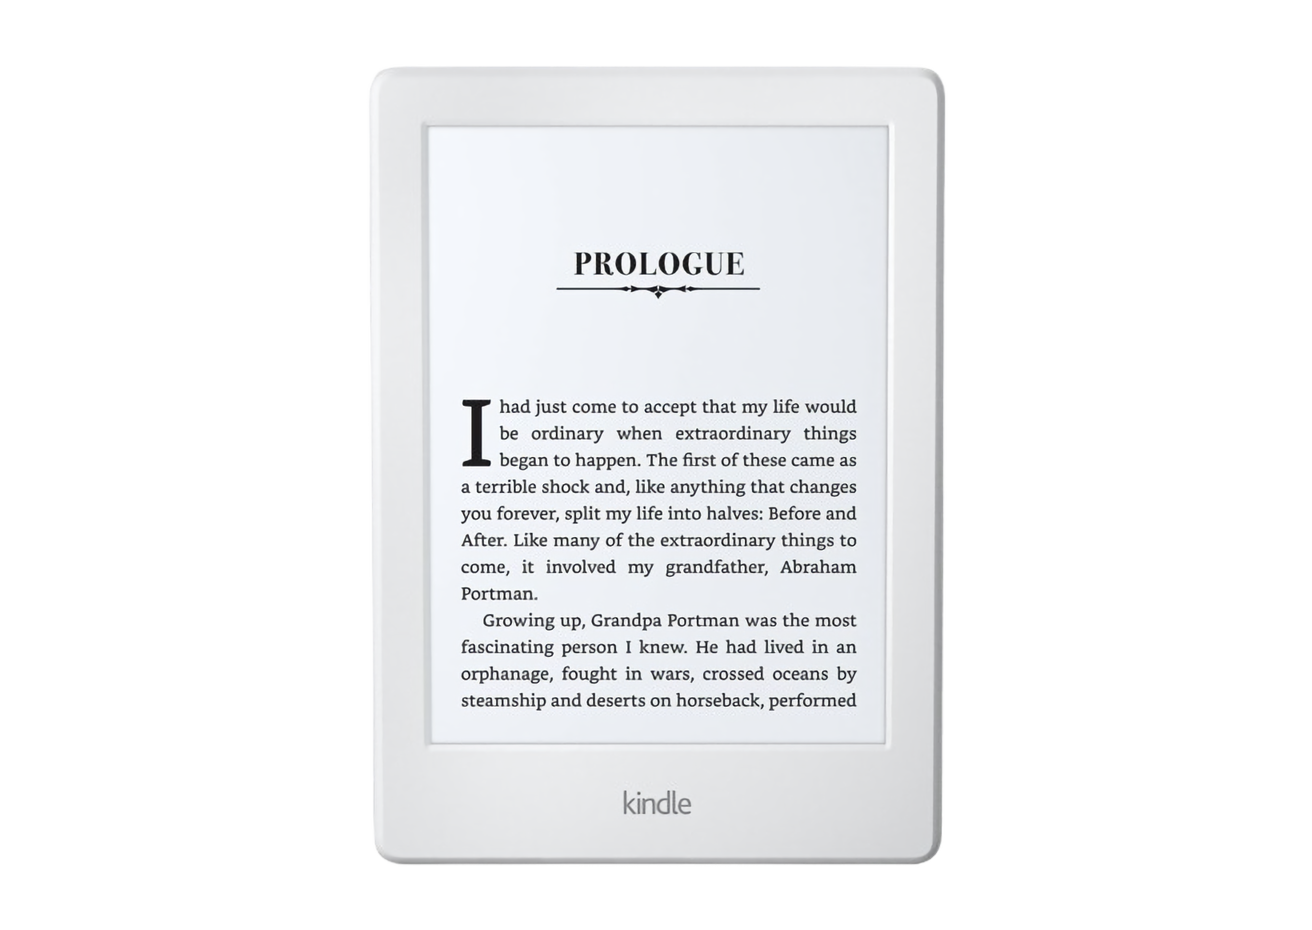 PROLOGUE
I had just come to accept that my life would
be ordinary when extraordinary things
began to happen. The first of these came as
a terrible shock and, like anything that changes
you forever, split my life into halves: Before and
After. Like many of the extraordinary things to
come, it involved my grandfather, Abraham
Portman.
Growing up, Grandpa Portman was the most
fascinating person I knew. He had lived in an
orphanage, fought in wars, crossed oceans by
steamship and deserts on horseback, performed
kindle